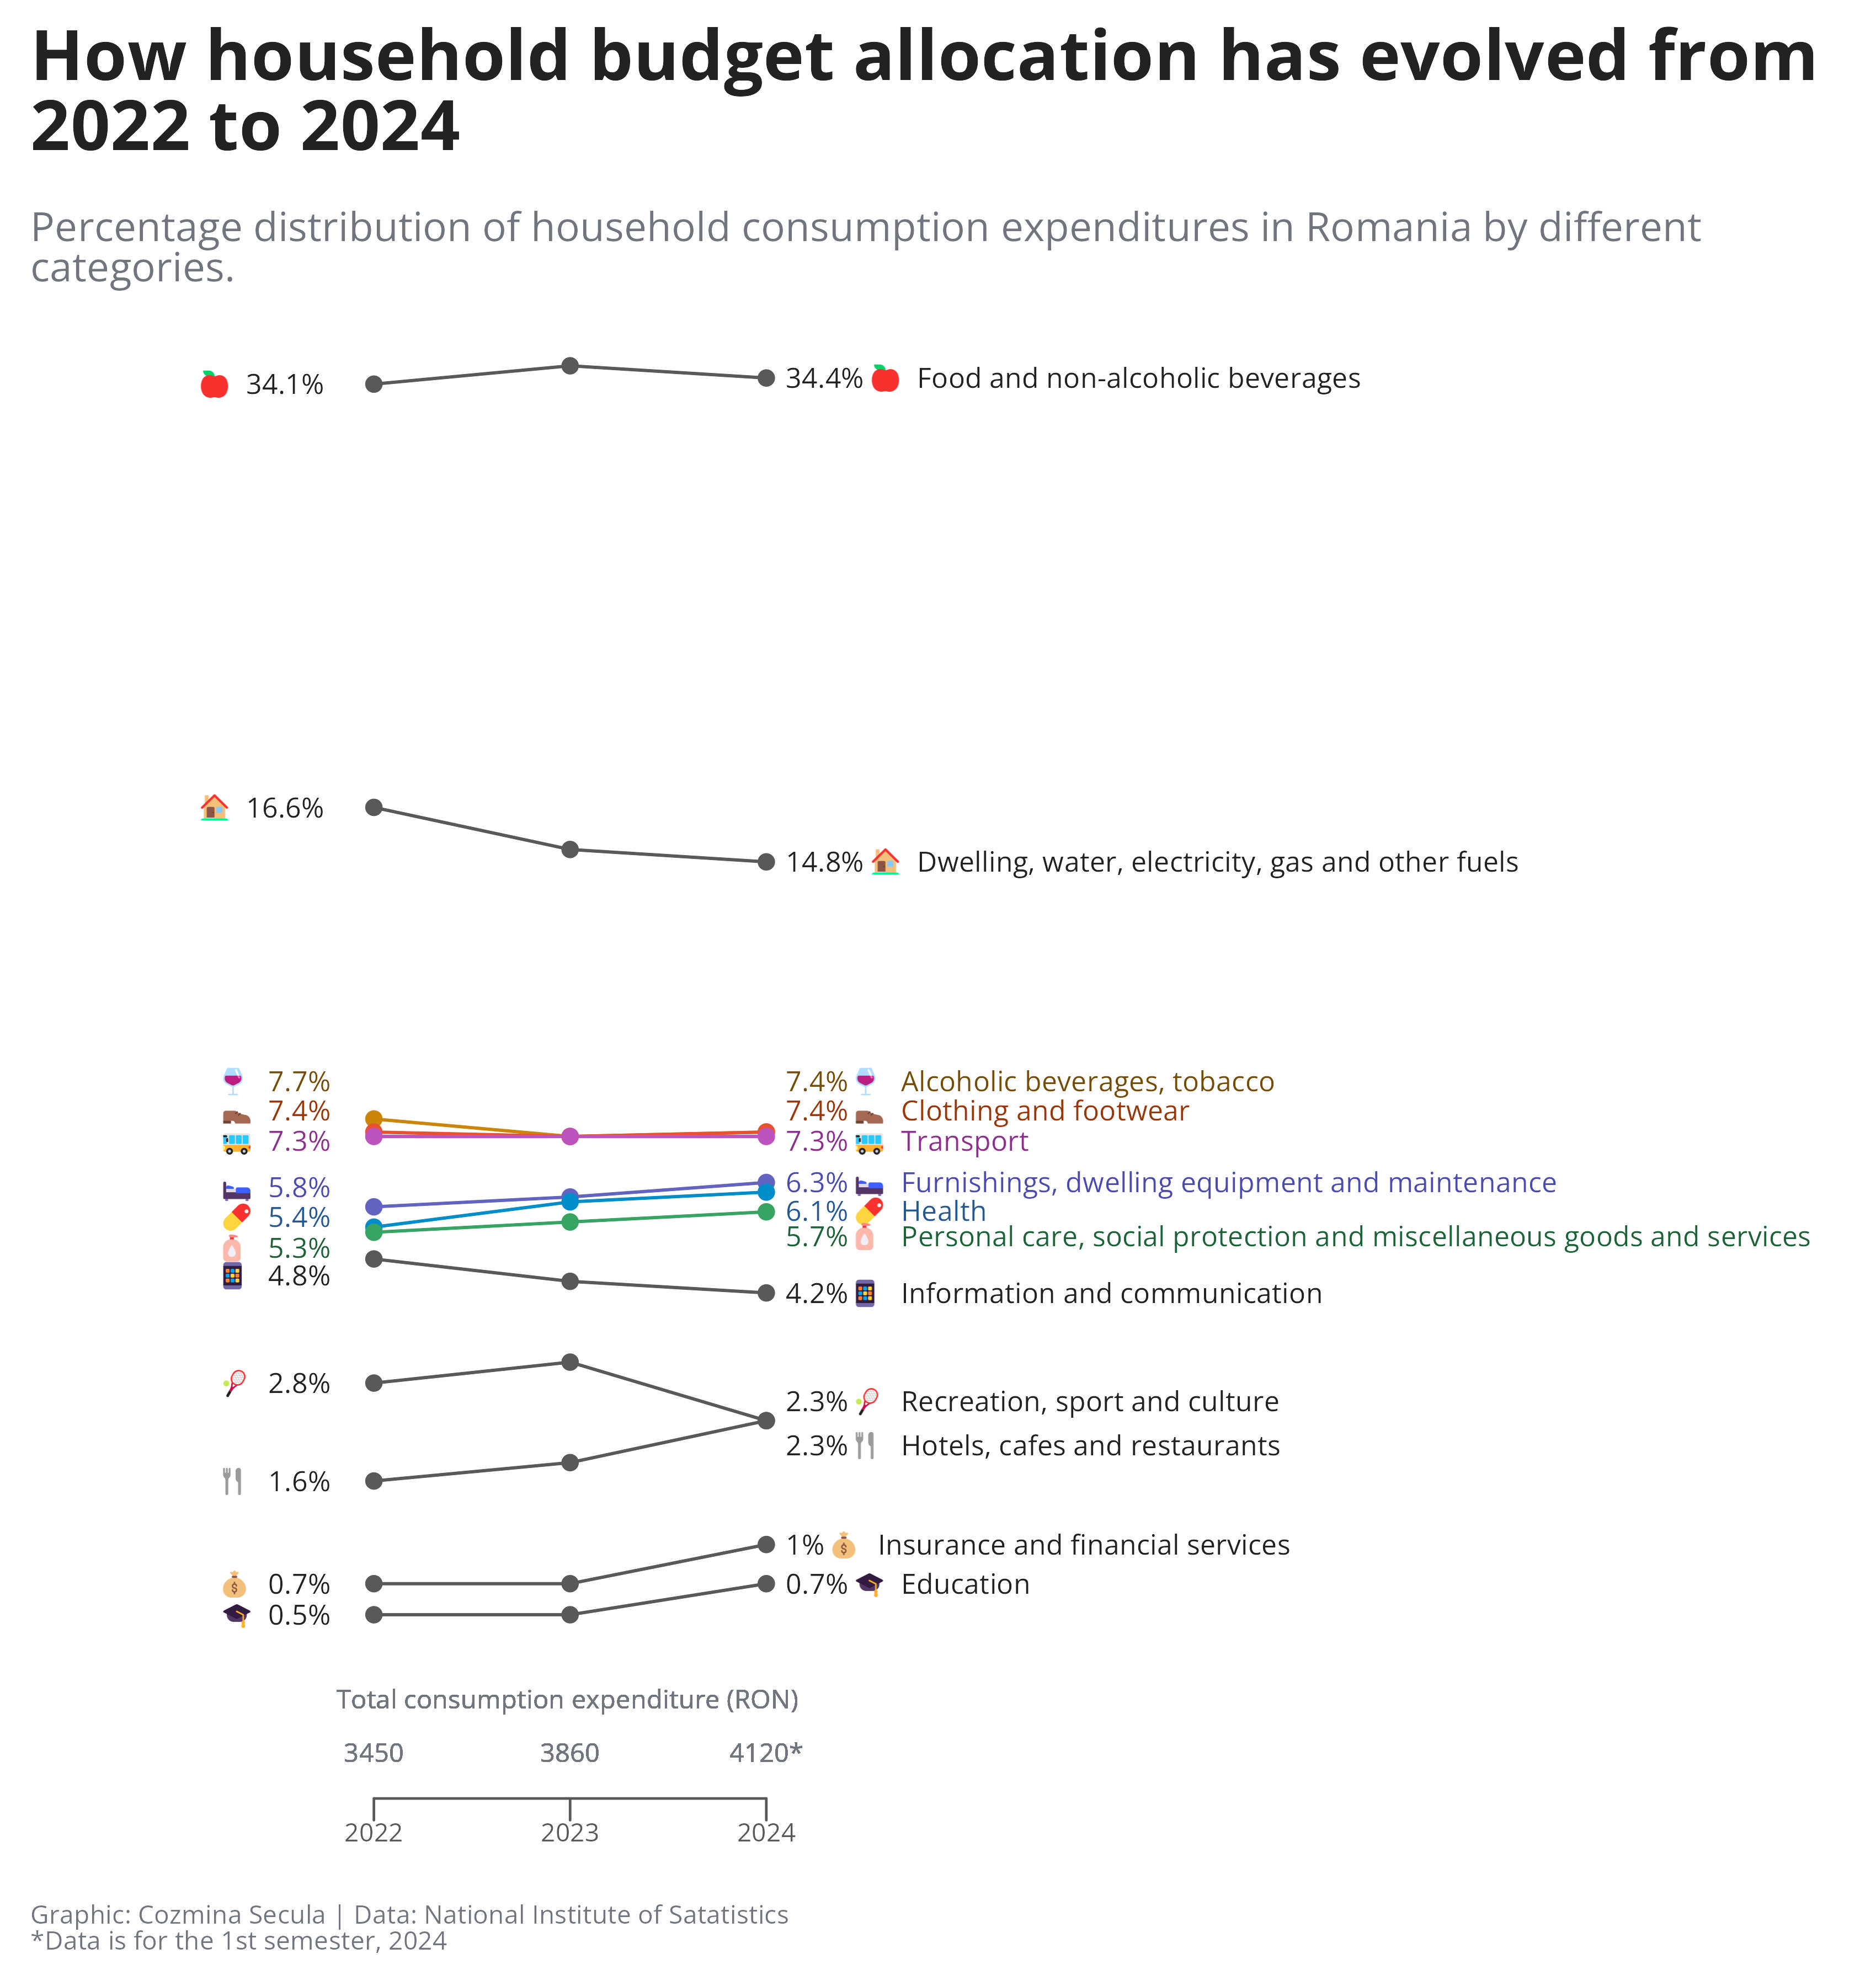 How household budget allocation has evolved from
2022 to 2024
Percentage distribution of household consumption expenditures in Romania by different
categories.
34.1%
34.4% Food and non-alcoholic beverages
16.6%
14.8% Dwelling, water, electricity, gas and other fuels
7.7%
7.4% Alcoholic beverages, tobacco
7.4%
7.4% Clothing and footwear
7.3%
7.3% Transport
5.8%
6.3% Furnishings, dwelling equipment and maintenance
5.4%
6.1% Health
5.3%
5.7% Personal care, social protection and miscellaneous goods and services
4.8%
4.2% Information and communication
2.8%
2.3% Recreation, sport and culture
2.3% Hotels, cafes and restaurants
1.6%
1% Insurance and financial services
0.7%
0.7% Education
0.5%
Total consumption expenditure (RON)
3450 3860 4120*
2022 2023 2024
Graphic: Cozmina Secula | Data: National Institute of Satatistics
*Data is for the 1st semester, 2024